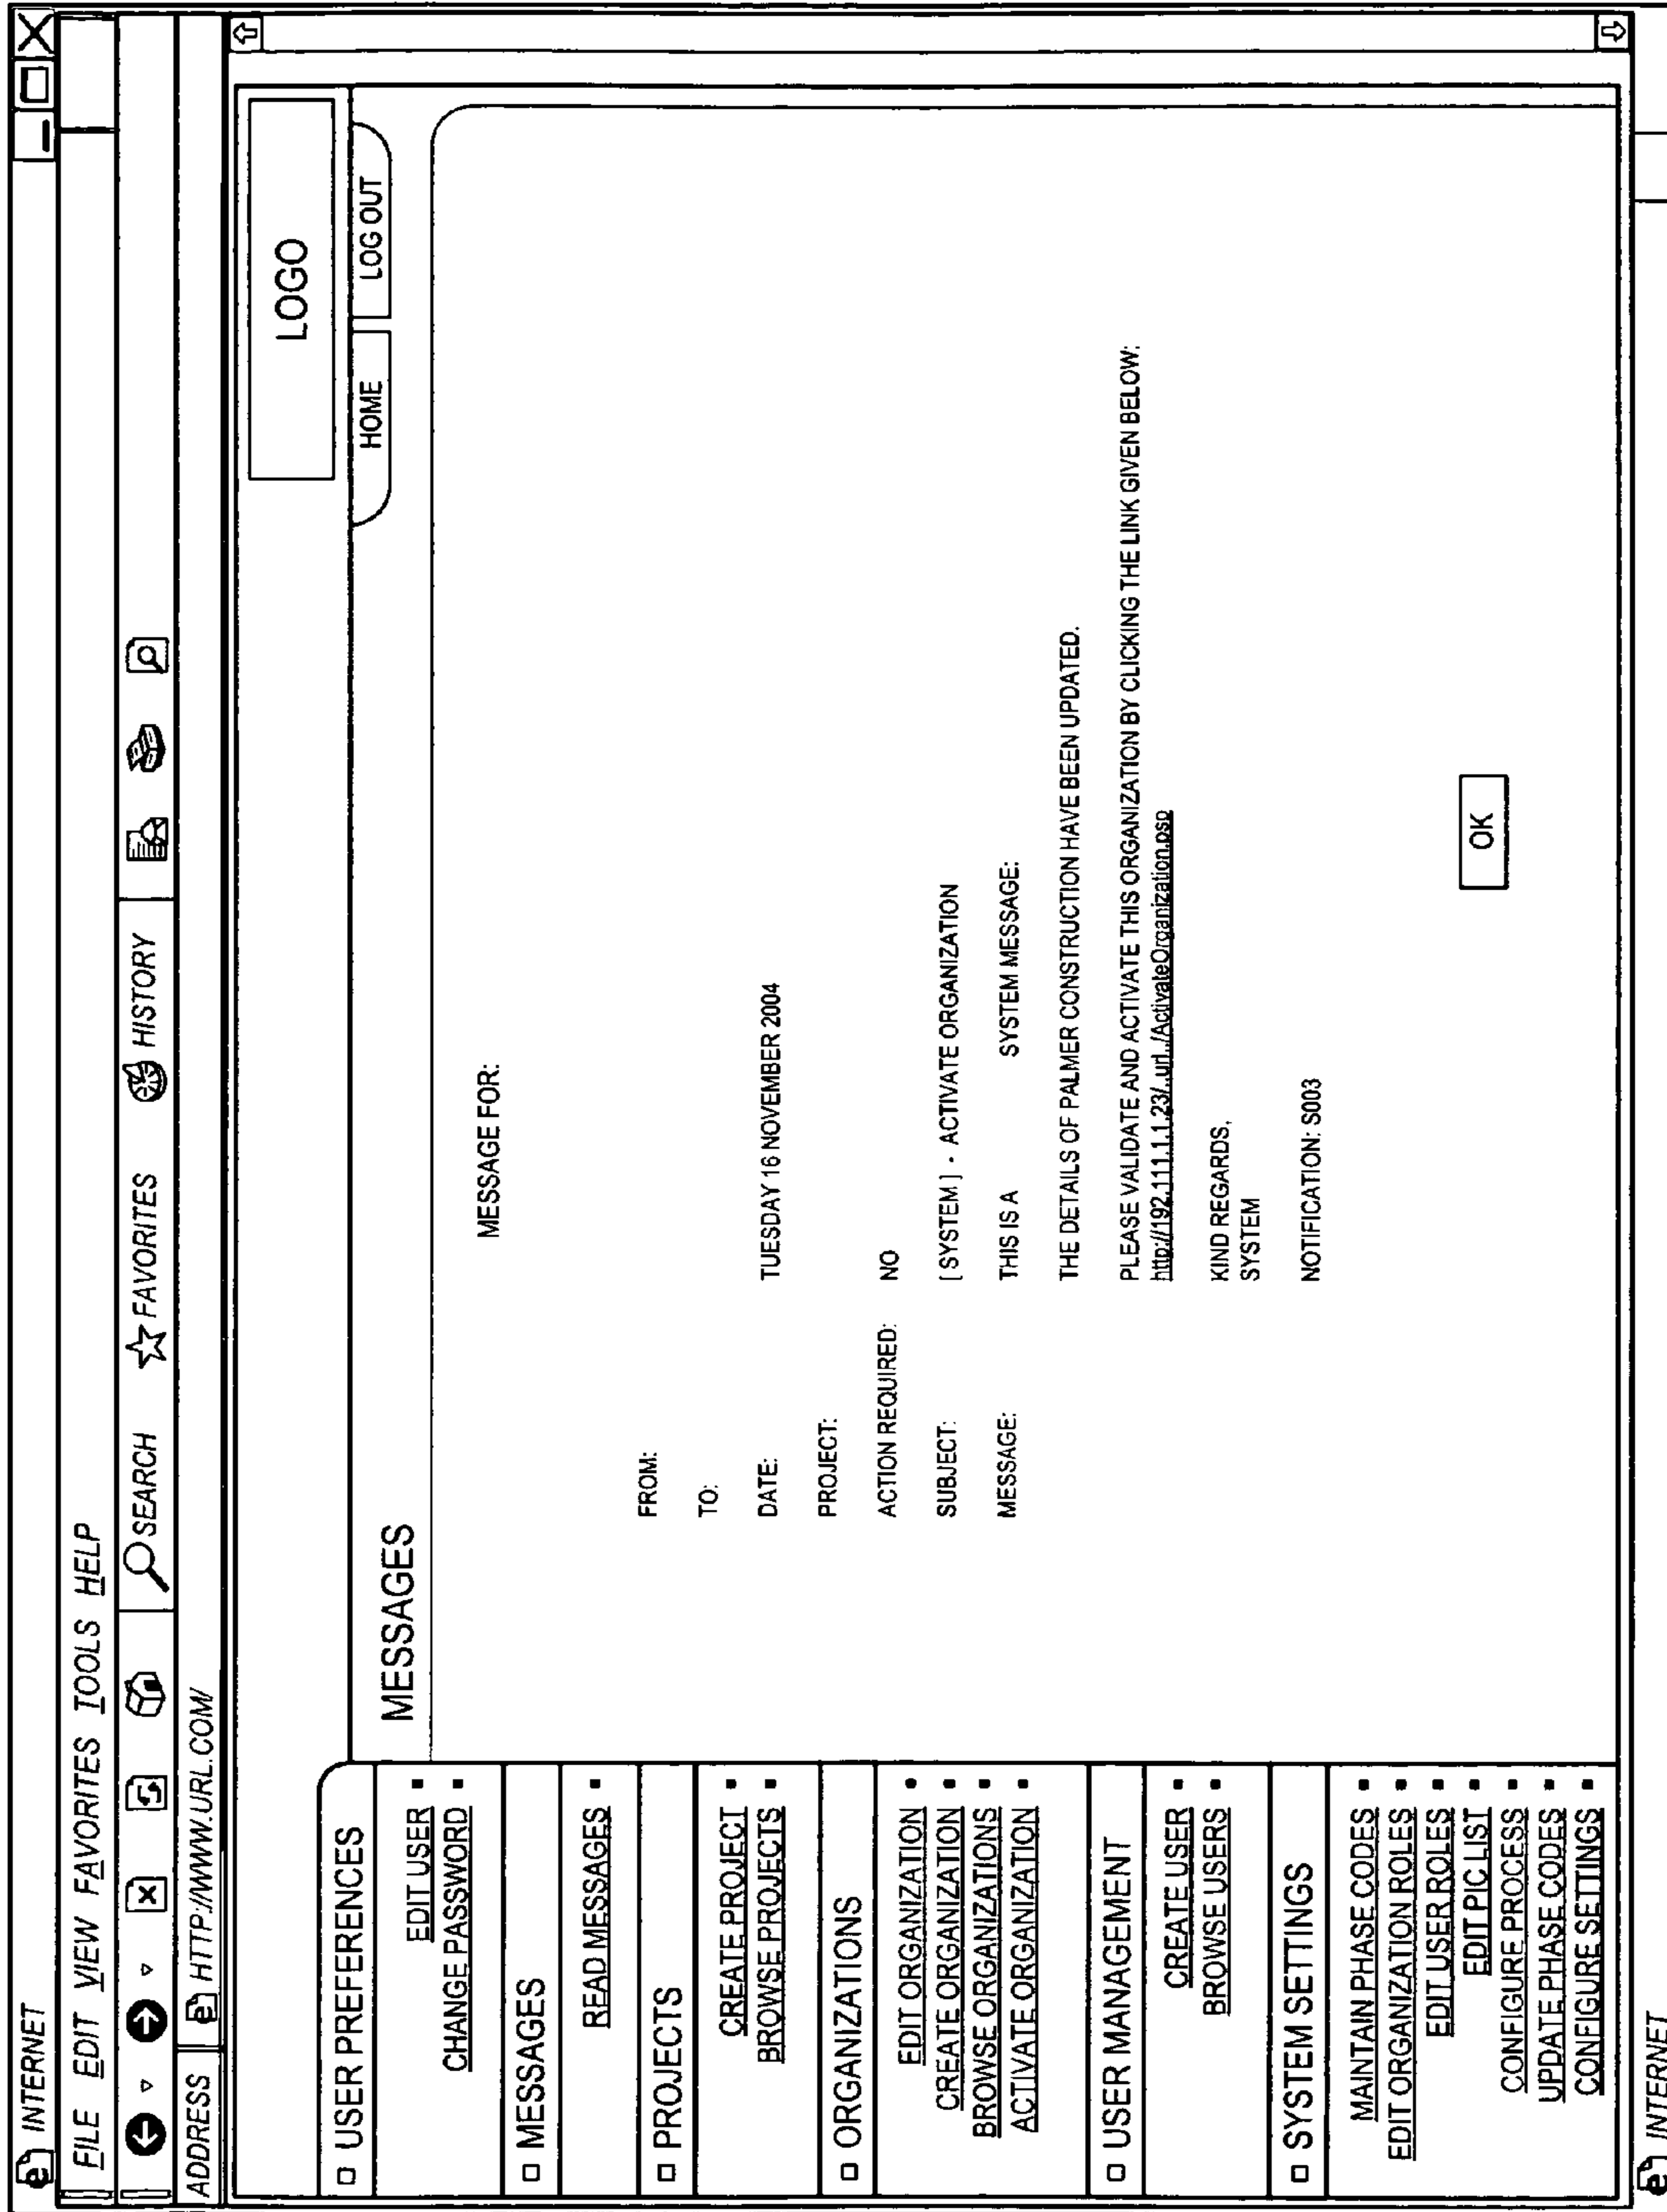 INTERNET
FILE EDIT VIEW FAVORITES TOOLS HELP
SEARCH FAVORITES HISTORY
ADDRESS HTTP://WWW.URL.COM/
LOGO
HOME LOG OUT
USER PREFERENCES
EDIT USER
CHANGE PASSWORD
MESSAGES
READ MESSAGES
PROJECTS
CREATE PROJECT
BROWSE PROJECTS
ORGANIZATIONS
EDIT ORGANIZATION
CREATE ORGANIZATION
BROWSE ORGANIZATIONS
ACTIVATE ORGANIZATION
USER MANAGEMENT
CREATE USER
BROWSE USERS
SYSTEM SETTINGS
MAINTAIN PHASE CODES
EDIT ORGANIZATION ROLES
EDIT USER ROLES
EDIT PIC LIST
CONFIGURE PROCESS
UPDATE PHASE CODES
CONFIGURE SETTINGS
MESSAGES
MESSAGE FOR:
FROM:
TO:
DATE: TUESDAY 16 NOVEMBER 2004
PROJECT:
ACTION REQUIRED: NO
SUBJECT: [ SYSTEM ] - ACTIVATE ORGANIZATION
MESSAGE: THIS IS A SYSTEM MESSAGE:
THE DETAILS OF PALMER CONSTRUCTION HAVE BEEN UPDATED.
PLEASE VALIDATE AND ACTIVATE THIS ORGANIZATION BY CLICKING THE LINK GIVEN BELOW:
http://192.111.1.23/..url../ActivateOrganization.psp
KIND REGARDS,
SYSTEM
NOTIFICATION: S003
OK
INTERNET